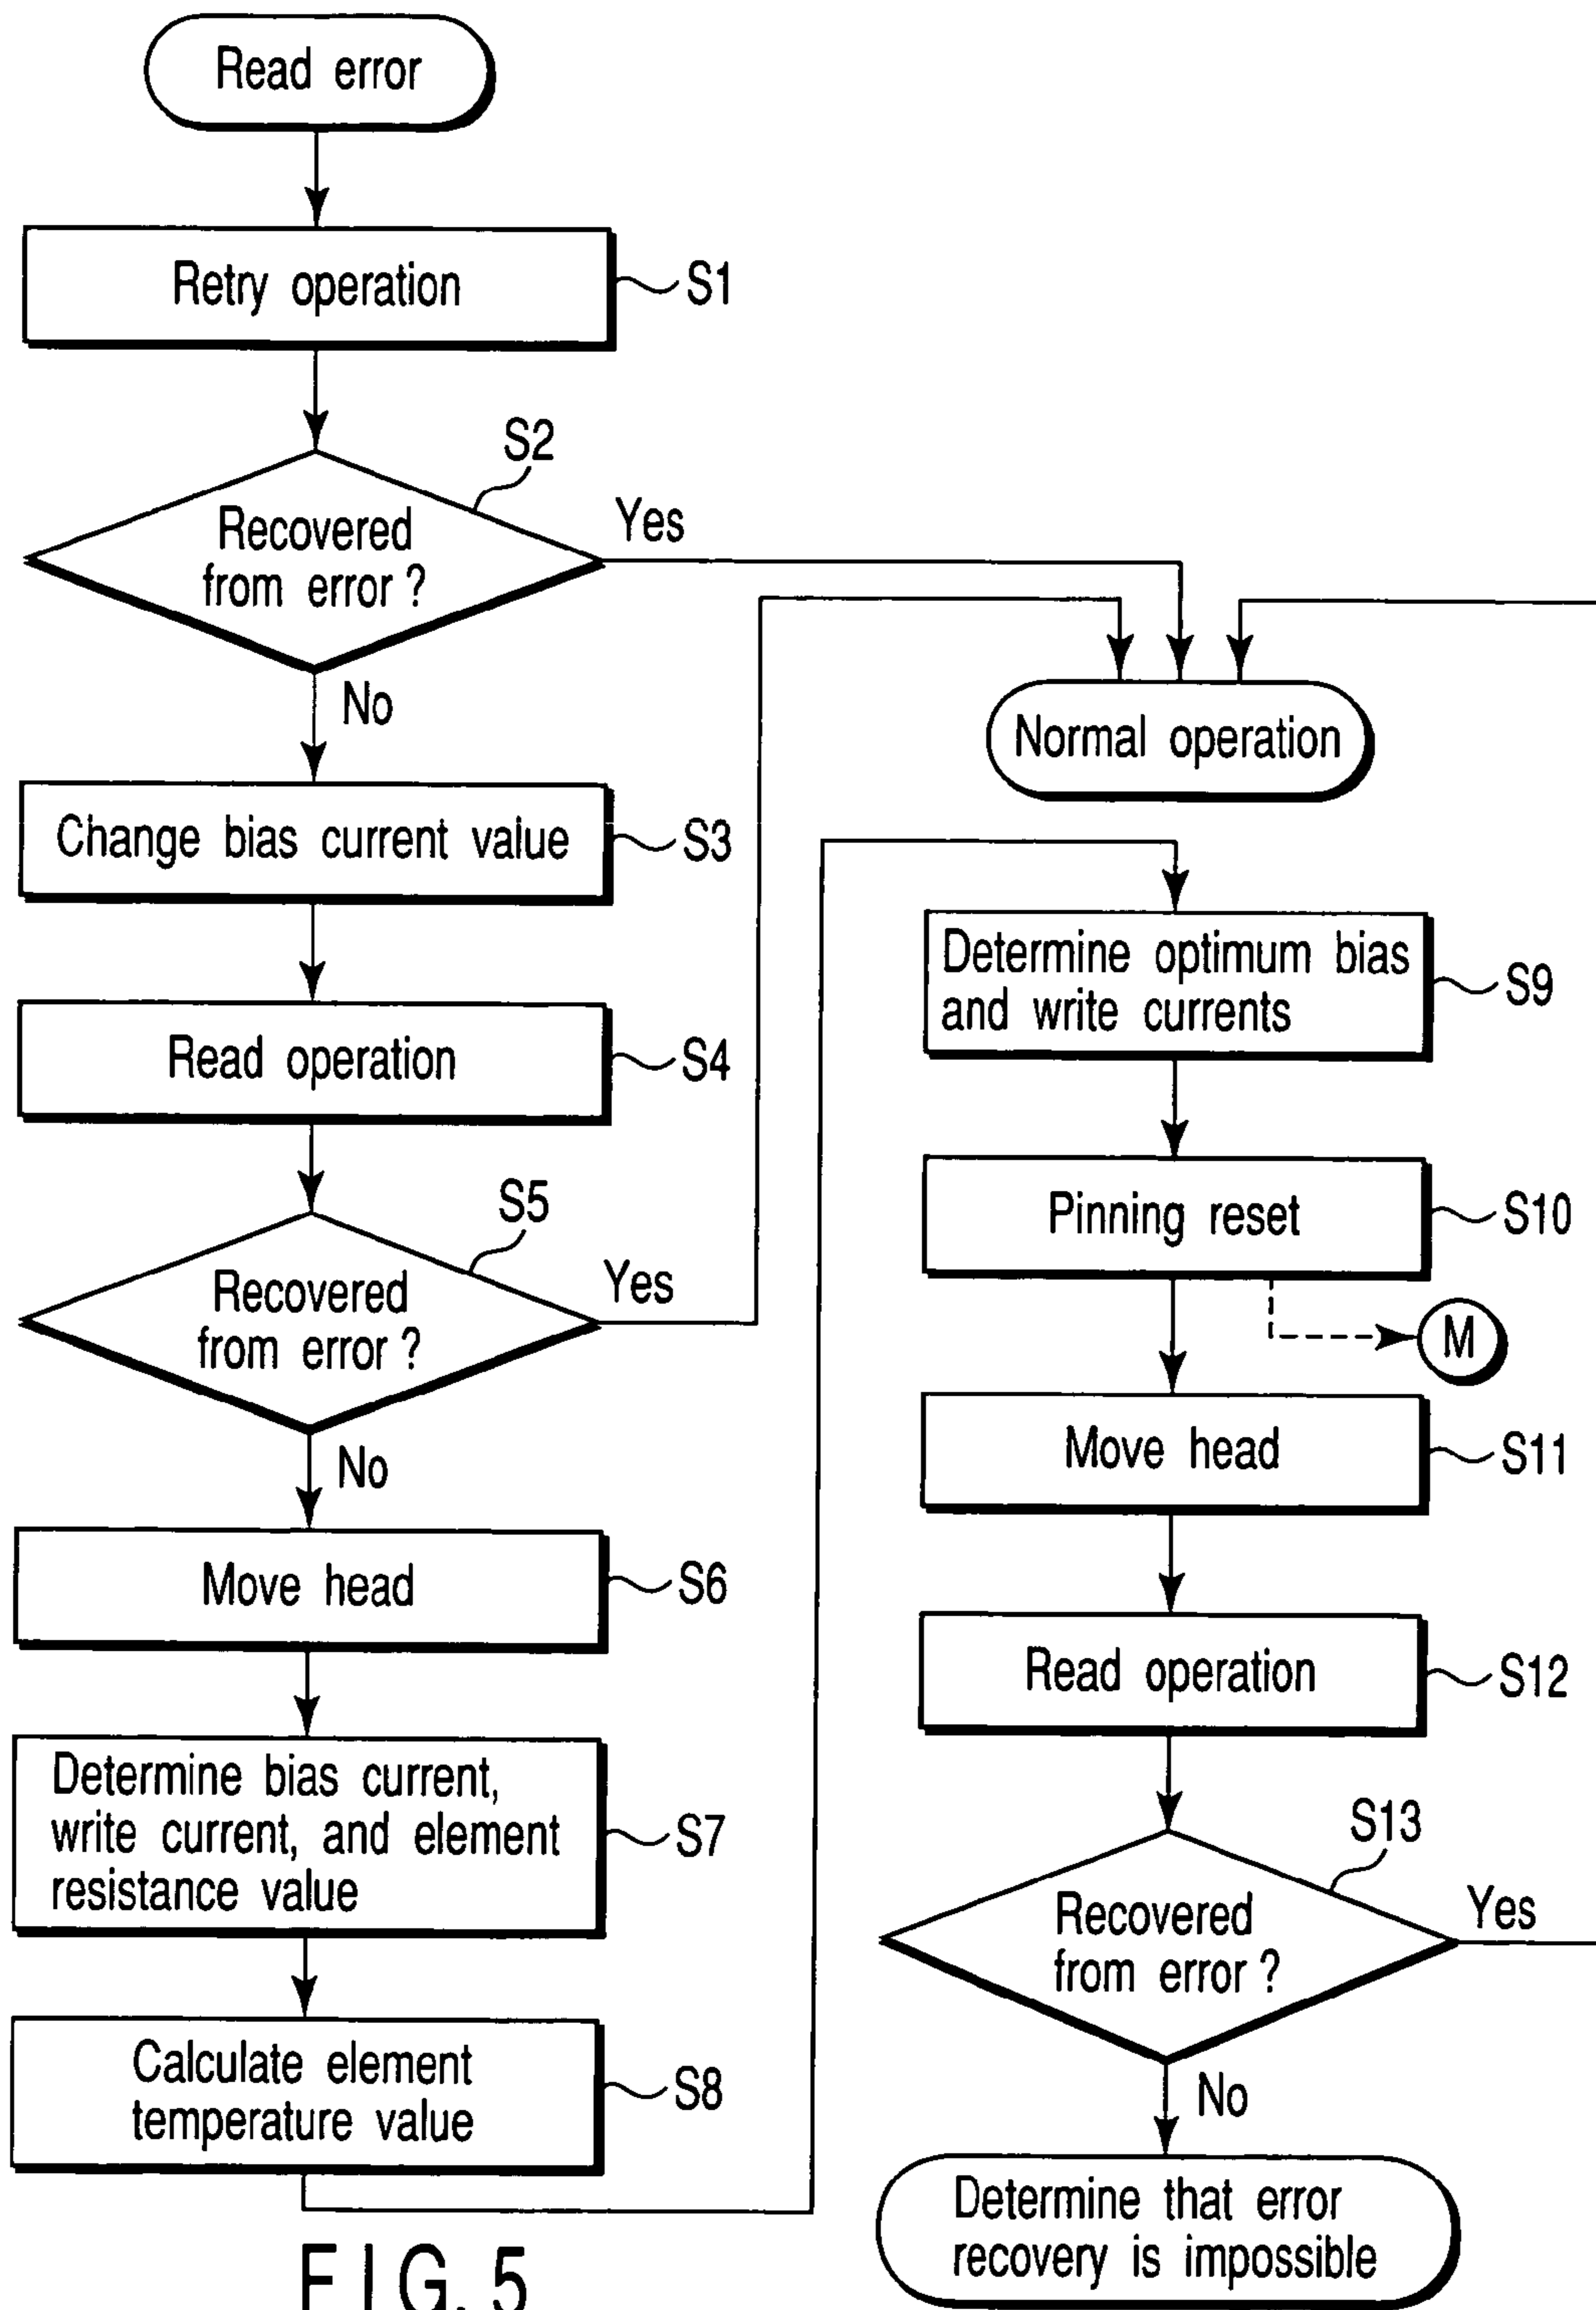 Read error
Retry operation
S1
S2
Recovered
from error ?
Yes
No
Change bias current value
S3
Read operation
S4
S5
Recovered
from error ?
Yes
No
Move head
S6
Determine bias current,
write current, and element
resistance value
S7
Calculate element
temperature value
S8
Normal operation
Determine optimum bias
and write currents
S9
Pinning reset
S10
M
Move head
S11
Read operation
S12
S13
Recovered
from error ?
Yes
No
Determine that error
recovery is impossible
FIG. 5